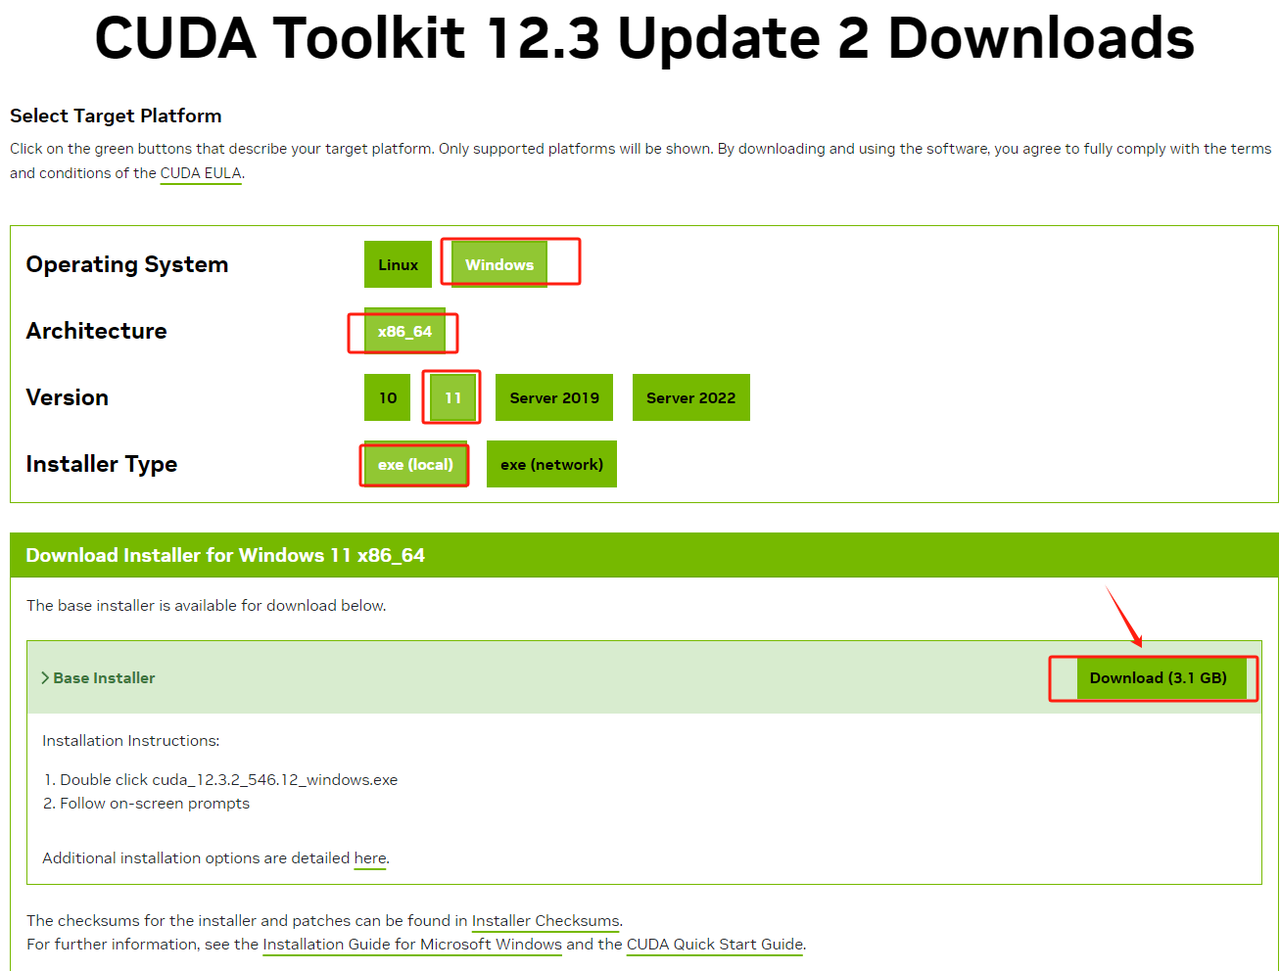 CUDA Toolkit 12.3 Update 2 Downloads
Select Target Platform
Click on the green buttons that describe your target platform. Only supported platforms will be shown. By downloading and using the software, you agree to fully comply with the terms
and conditions of the CUDA EULA.
Operating System Linux Windows
Architecture x86_64
Version 10 11 Server 2019 Server 2022
Installer Type exe (local) exe (network)
Download Installer for Windows 11 x86_64
The base installer is available for download below.
> Base Installer Download (3.1 GB)
Installation Instructions:
1. Double click cuda_12.3.2_546.12_windows.exe
2. Follow on-screen prompts
Additional installation options are detailed here.
The checksums for the installer and patches can be found in Installer Checksums.
For further information, see the Installation Guide for Microsoft Windows and the CUDA Quick Start Guide.